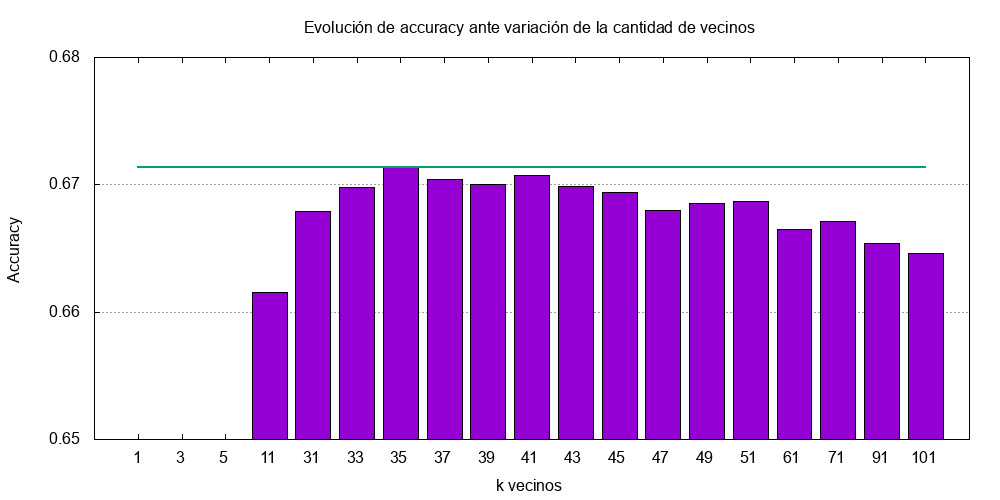 Evolución de accuracy ante variación de la cantidad de vecinos
0.68
0.67
0.66
0.65
Accuracy
1 3 5 11 31 33 35 37 39 41 43 45 47 49 51 61 71 91 101
k vecinos